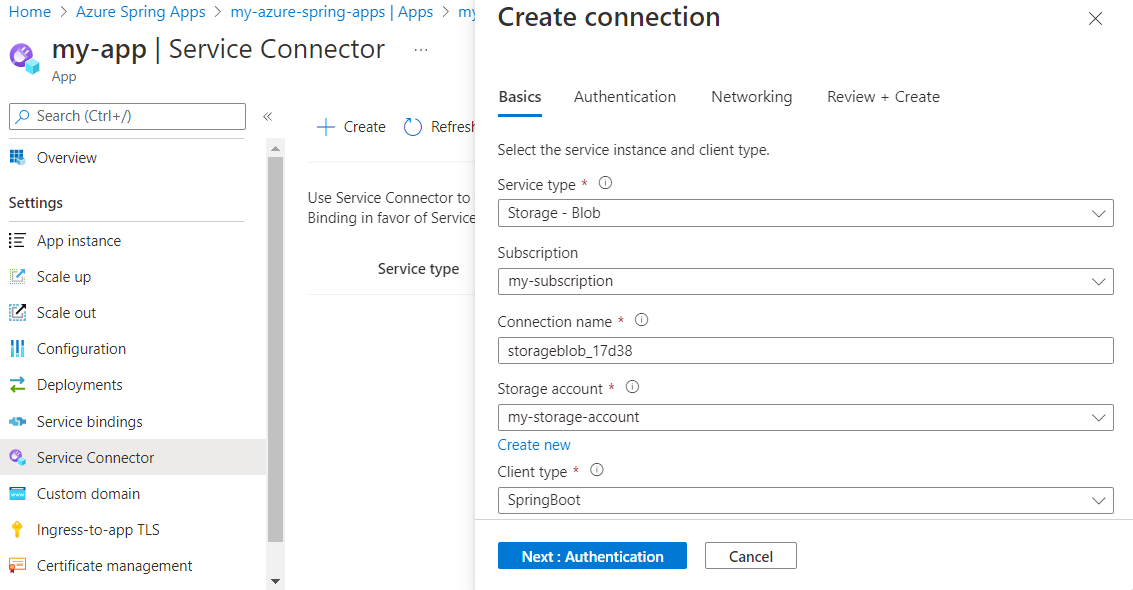 Home > Azure Spring Apps > my-azure-spring-apps | Apps > my
my-app | Service Connector ...
App
Search (Ctrl+/)
«
Overview
Settings
App instance
Scale up
Scale out
Configuration
Deployments
Service bindings
Service Connector
Custom domain
Ingress-to-app TLS
Certificate management
Create
Refresh
Use Service Connector to
Binding in favor of Service
Service type
Create connection
Basics
Authentication
Networking
Review + Create
Select the service instance and client type.
Service type *
Storage - Blob
Subscription
my-subscription
Connection name *
storageblob_17d38
Storage account *
my-storage-account
Create new
Client type *
SpringBoot
Next : Authentication
Cancel